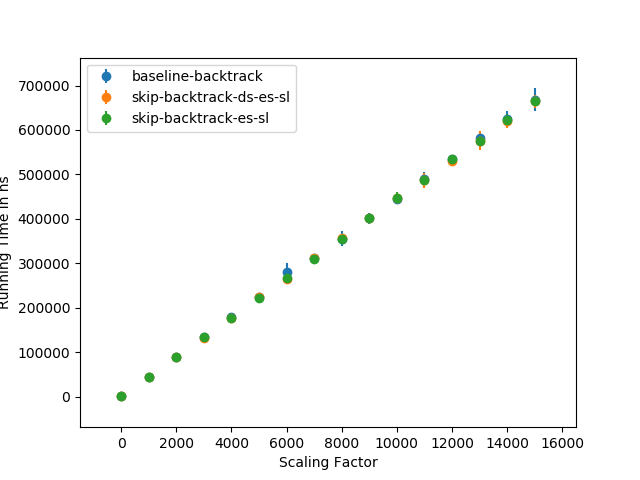 baseline-backtrack
skip-backtrack-ds-es-sl
skip-backtrack-es-sl
700000
600000
500000
400000
300000
200000
100000
0
Running Time in ns
0 2000 4000 6000 8000 10000 12000 14000 16000
Scaling Factor